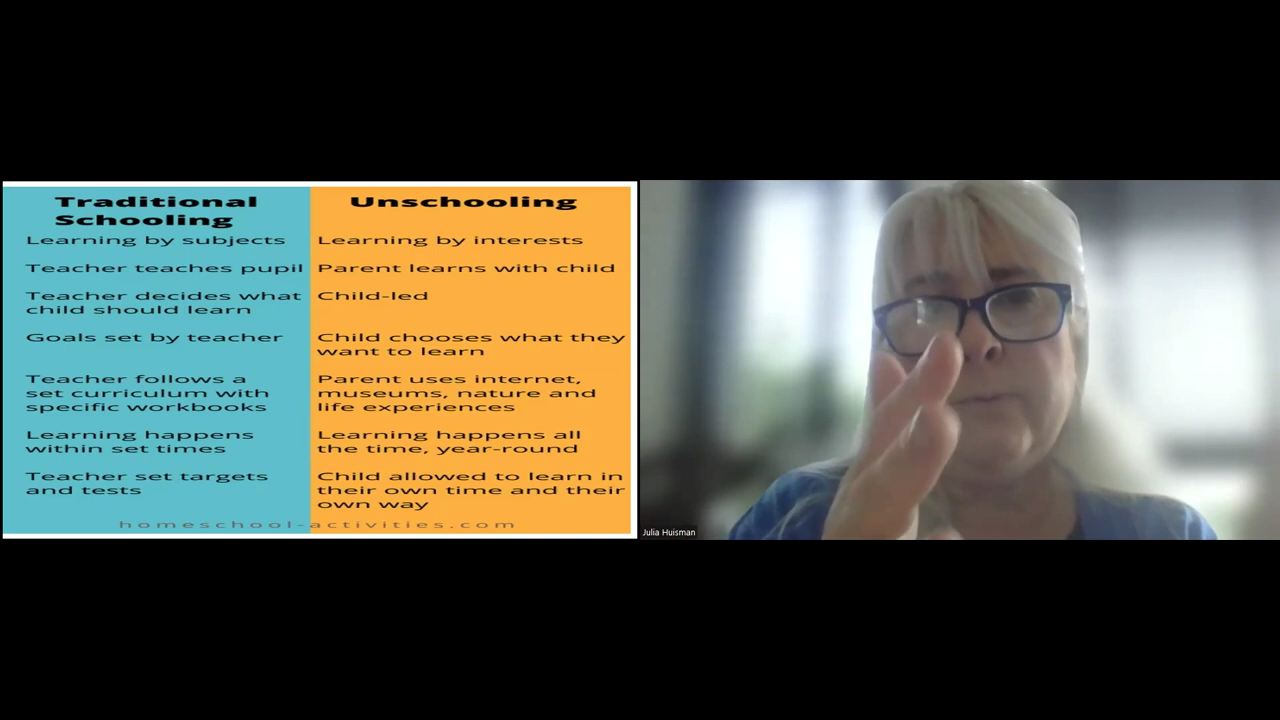 Traditional
Schooling
Learning by subjects
Teacher teaches pupil
Teacher decides what
child should learn
Goals set by teacher
Teacher follows a
set curriculum with
specific workbooks
Learning happens
within set times
Teacher set targets
and tests
Unschooling
Learning by interests
Parent learns with child
Child-led
Child chooses what they
want to learn
Parent uses internet,
museums, nature and
life experiences
Learning happens all
the time, year-round
Child allowed to learn in
their own time and their
own way
homeschool-activities.com
Julia Huisman